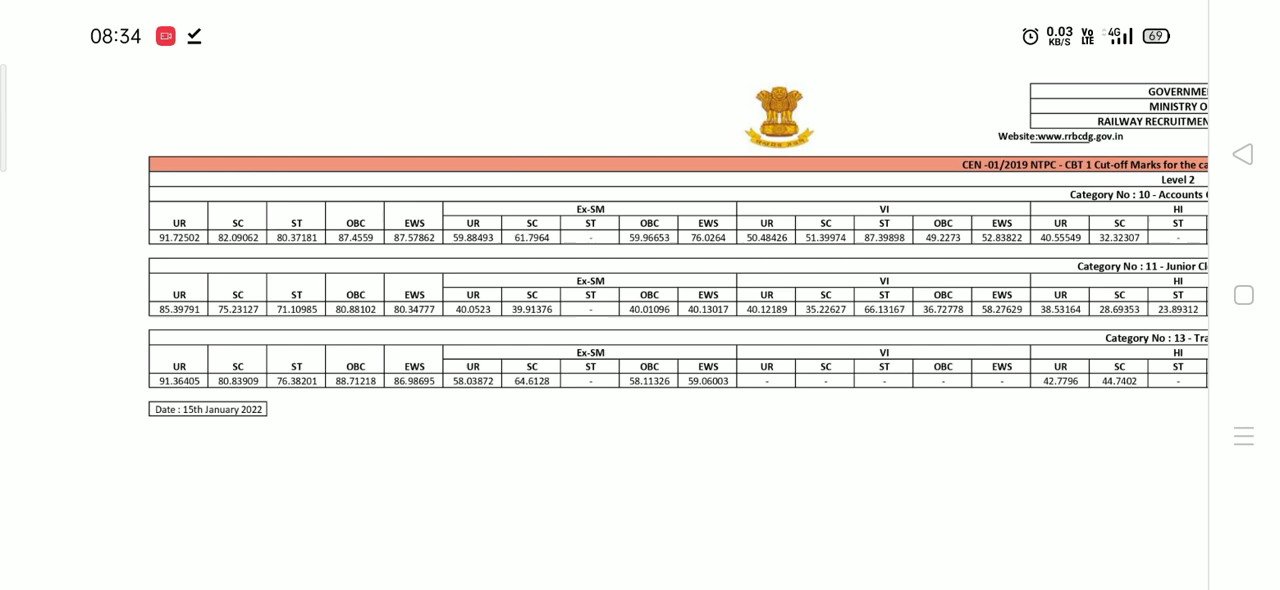 08:34 0.03 KB/S Vo LTE 4G 69
GOVERNME
MINISTRY O
RAILWAY RECRUITMEN
Website:www.rrbcdg.gov.in
CEN -01/2019 NTPC - CBT 1 Cut-off Marks for the ca
Level 2
Category No : 10 - Accounts
Ex-SM VI HI
UR SC ST OBC EWS UR SC ST OBC EWS UR SC ST OBC EWS UR SC ST
91.72502 82.09062 80.37181 87.4559 87.57862 59.88493 61.7964 - 59.96653 76.0264 50.48426 51.39974 87.39898 49.2273 52.83822 40.55549 32.32307 -
Category No : 11 - Junior Cl
Ex-SM VI HI
UR SC ST OBC EWS UR SC ST OBC EWS UR SC ST OBC EWS UR SC ST
85.39791 75.23127 71.10985 80.88102 80.34777 40.0523 39.91376 - 40.01096 40.13017 40.12189 35.22627 66.13167 36.72778 58.27629 38.53164 28.69353 23.89312
Category No : 13 - Tra
Ex-SM VI HI
UR SC ST OBC EWS UR SC ST OBC EWS UR SC ST OBC EWS UR SC ST
91.36405 80.83909 76.38201 88.71218 86.98695 58.03872 64.6128 - 58.11326 59.06003 - - - - - 42.7796 44.7402 -
Date : 15th January 2022